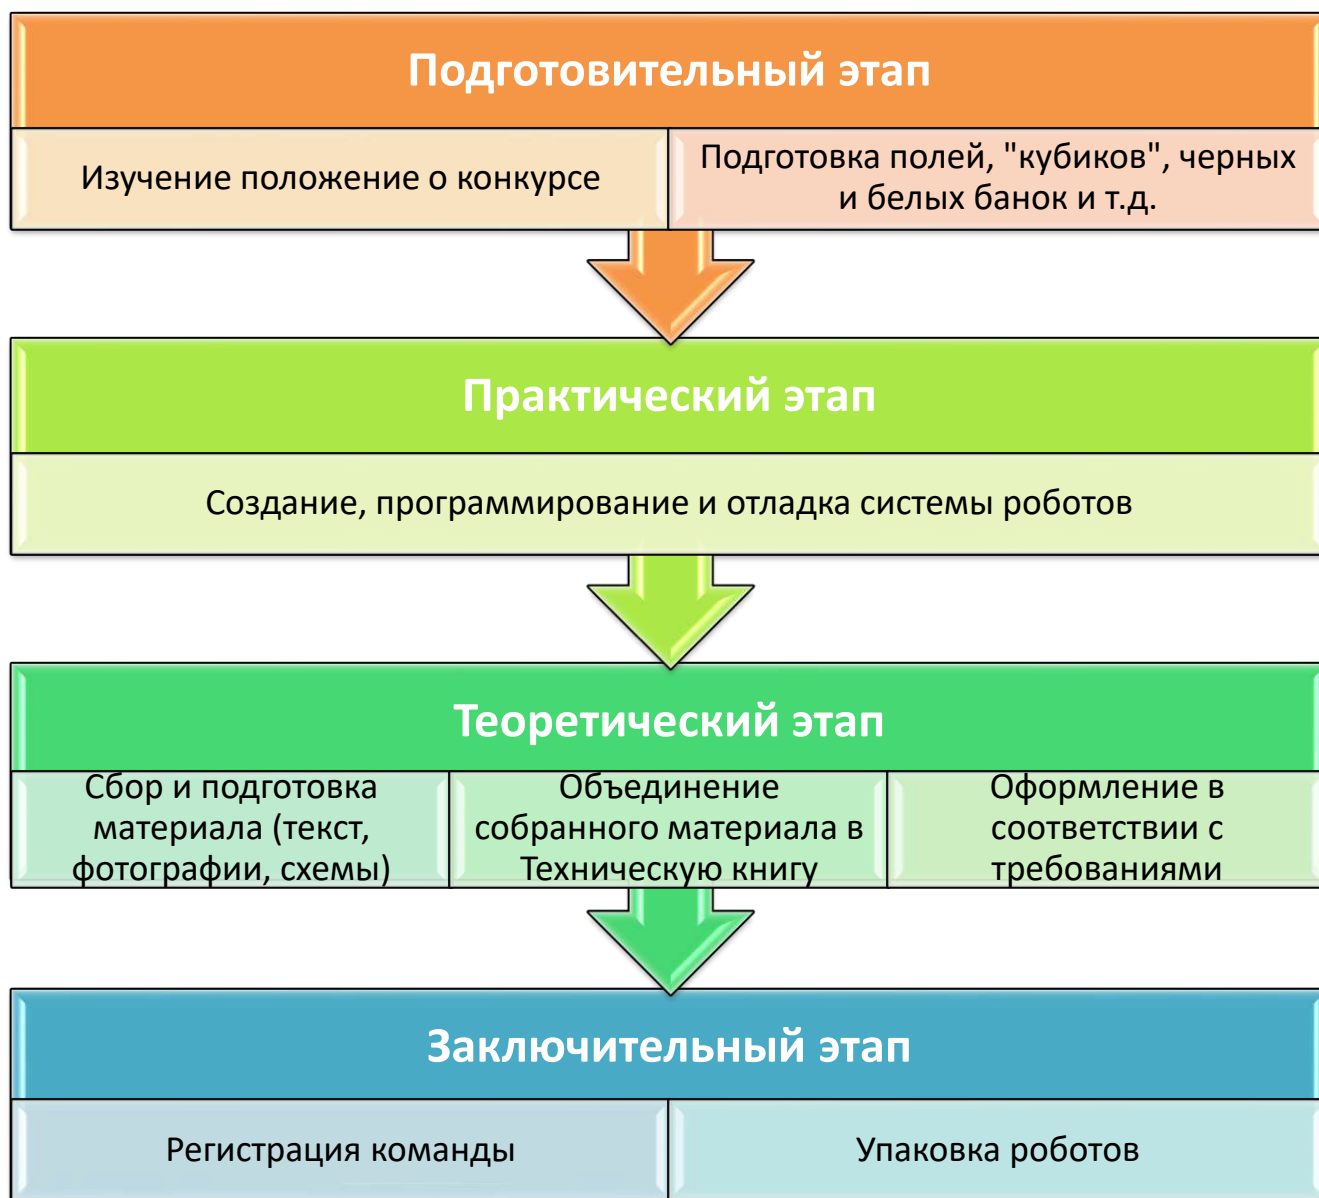 Подготовительный этап
Изучение положение о конкурсе
Подготовка полей, "кубиков", черных
и белых банок и т.д.
Практический этап
Создание, программирование и отладка системы роботов
Теоретический этап
Сбор и подготовка
материала (текст,
фотографии, схемы)
Объединение
собранного материала в
Техническую книгу
Оформление в
соответствии с
требованиями
Заключительный этап
Регистрация команды
Упаковка роботов